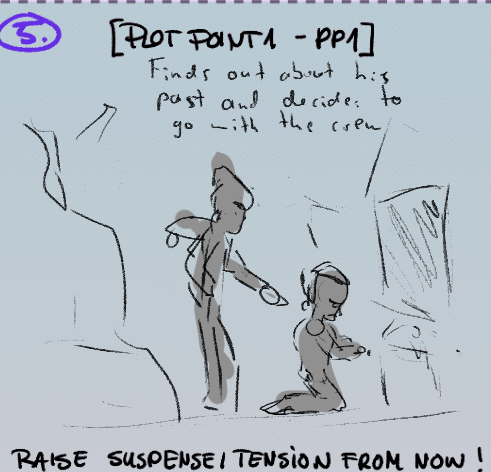 5.
[PLOT POINT 1 - PP1]
Finds out about his
past and decides to
go with the crew
RAISE SUSPENSE/TENSION FROM NOW!